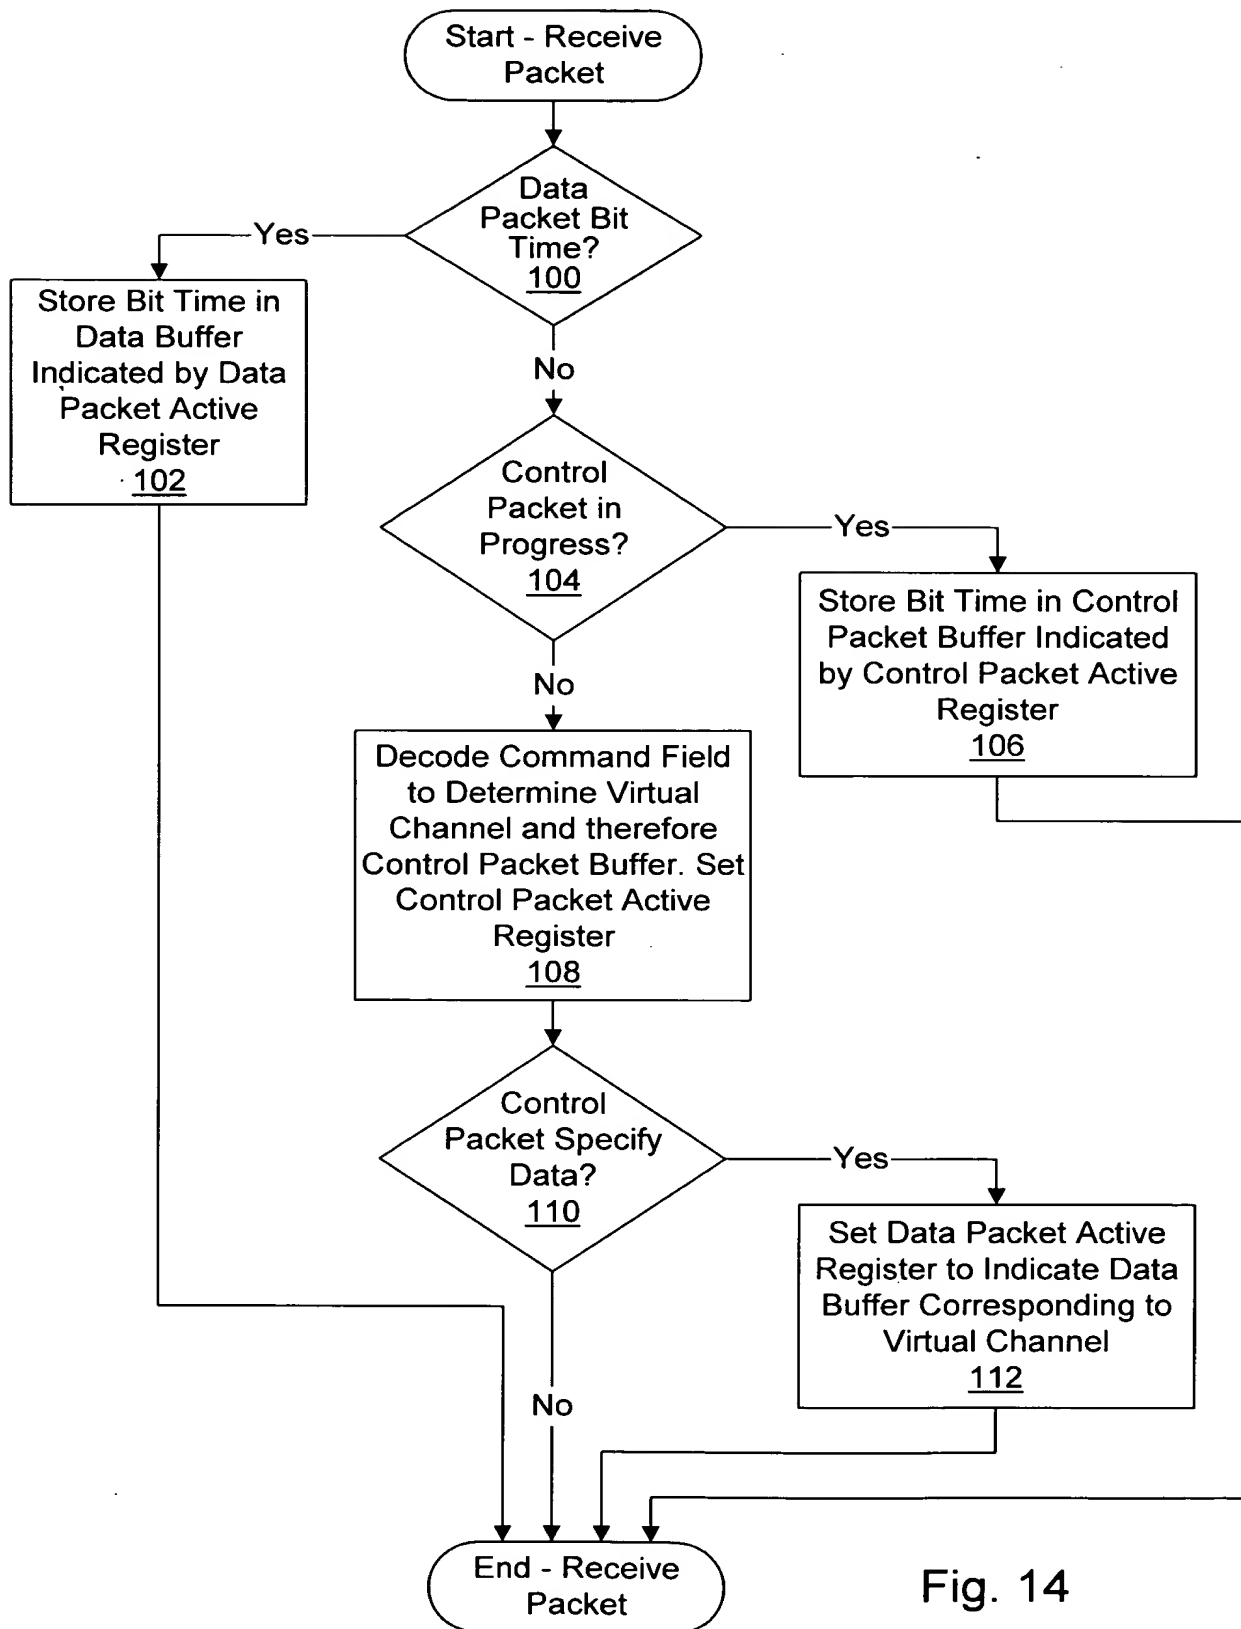 Start - Receive
Packet
Data
Packet Bit
Time?
100
Yes
No
Store Bit Time in
Data Buffer
Indicated by Data
Packet Active
Register
102
Control
Packet in
Progress?
104
Yes
No
Store Bit Time in Control
Packet Buffer Indicated
by Control Packet Active
Register
106
Decode Command Field
to Determine Virtual
Channel and therefore
Control Packet Buffer. Set
Control Packet Active
Register
108
Control
Packet Specify
Data?
110
Yes
No
Set Data Packet Active
Register to Indicate Data
Buffer Corresponding to
Virtual Channel
112
End - Receive
Packet
Fig. 14